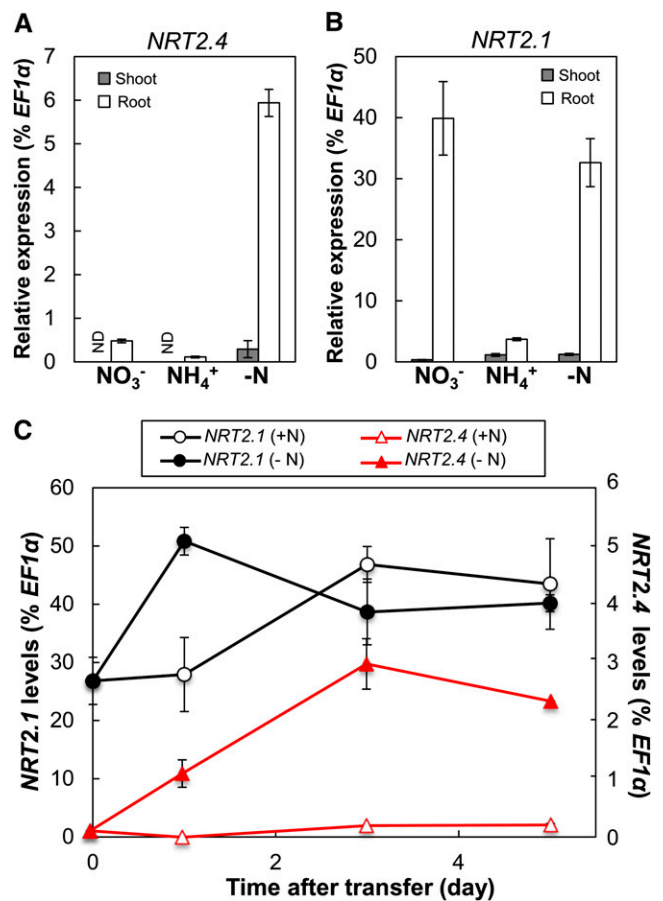 A
NRT2.4
Relative expression (% EF1α)
7
6
5
4
3
2
1
0
Shoot
Root
ND
ND
NO₃⁻
NH₄⁺
-N
B
NRT2.1
Relative expression (% EF1α)
50
40
30
20
10
0
Shoot
Root
NO₃⁻
NH₄⁺
-N
C
NRT2.1 (+N) NRT2.4 (+N)
NRT2.1 (- N) NRT2.4 (- N)
NRT2.1 levels (% EF1α)
60
50
40
30
20
10
0
6
5
4
3
2
1
0
NRT2.4 levels (% EF1α)
0 2 4
Time after transfer (day)